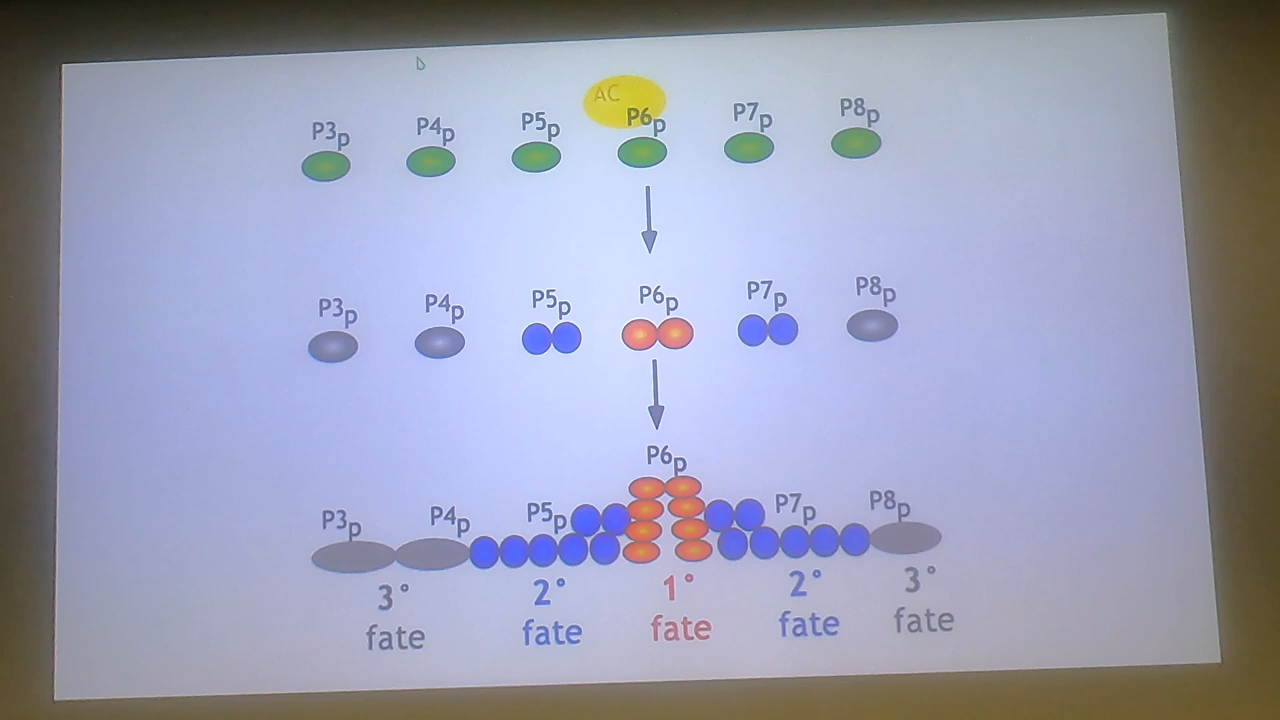 AC
P3p P4p P5p P6p P7p P8p
P3p P4p P5p P6p P7p P8p
P6p
P3p P4p P5p P7p P8p
3° 2° 1° 2° 3°
fate fate fate fate fate